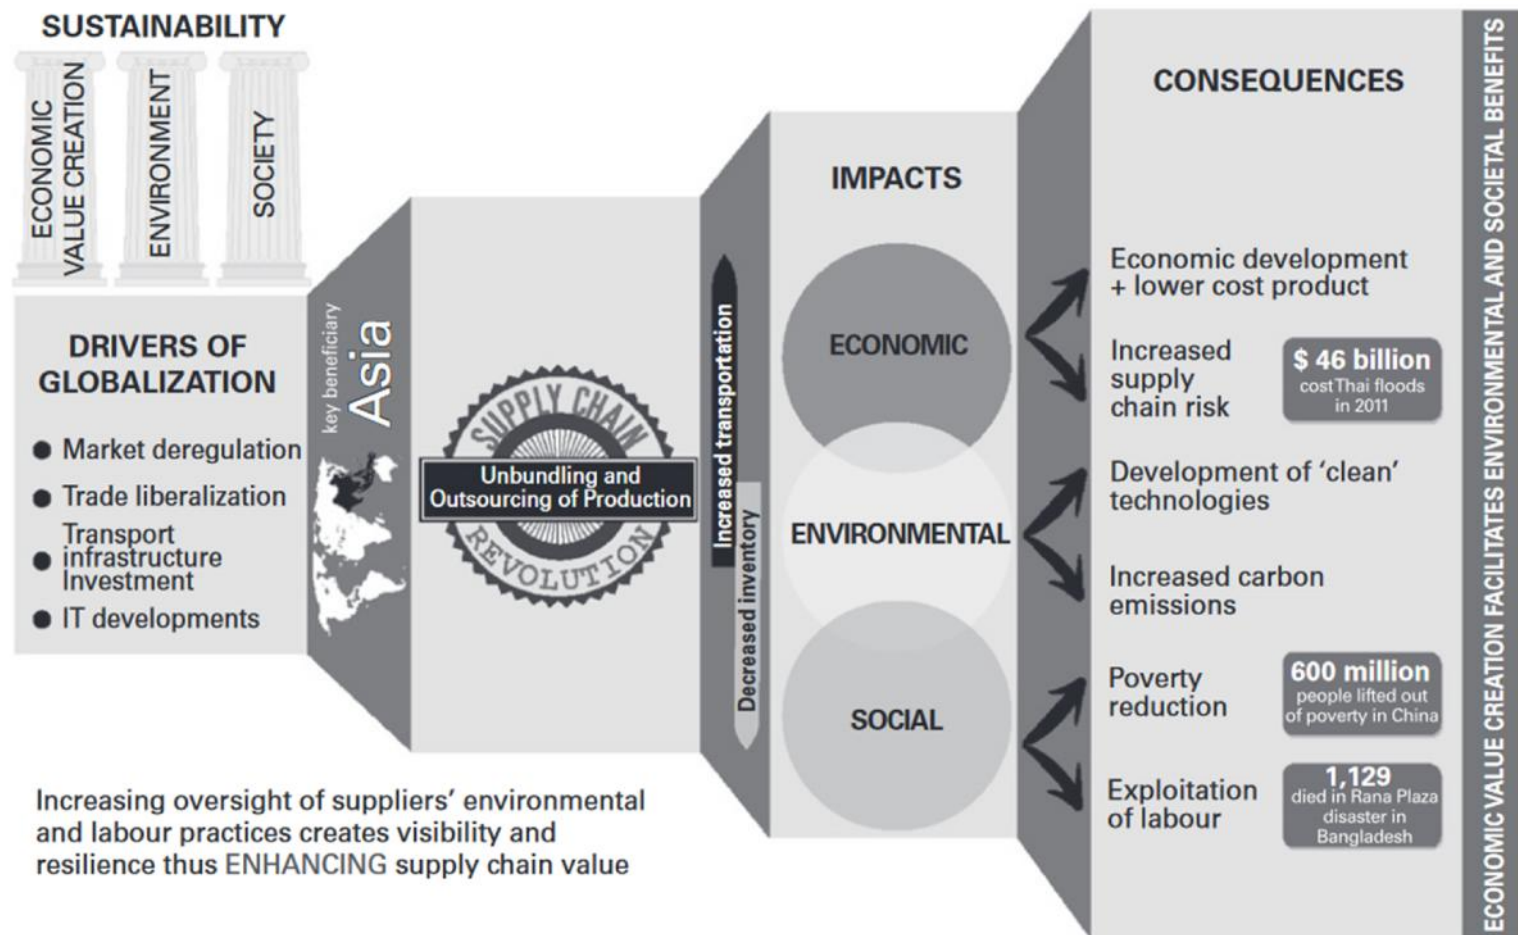 SUSTAINABILITY
ECONOMIC
VALUE CREATION
ENVIRONMENT
SOCIETY
DRIVERS OF
GLOBALIZATION
Market deregulation
Trade liberalization
Transport
infrastructure
Investment
IT developments
key beneficiary
Asia
SUPPLY CHAIN
Unbundling and
Outsourcing of Production
REVOLUTION
Increased transportation
Decreased inventory
IMPACTS
ECONOMIC
ENVIRONMENTAL
SOCIAL
CONSEQUENCES
Economic development
+ lower cost product
Increased
supply
chain risk
$ 46 billion
cost Thai floods
in 2011
Development of ‘clean’
technologies
Increased carbon
emissions
Poverty
reduction
600 million
people lifted out
of poverty in China
Exploitation
of labour
1,129
died in Rana Plaza
disaster in
Bangladesh
ECONOMIC VALUE CREATION FACILITATES ENVIRONMENTAL AND SOCIETAL BENEFITS
Increasing oversight of suppliers’ environmental
and labour practices creates visibility and
resilience thus ENHANCING supply chain value